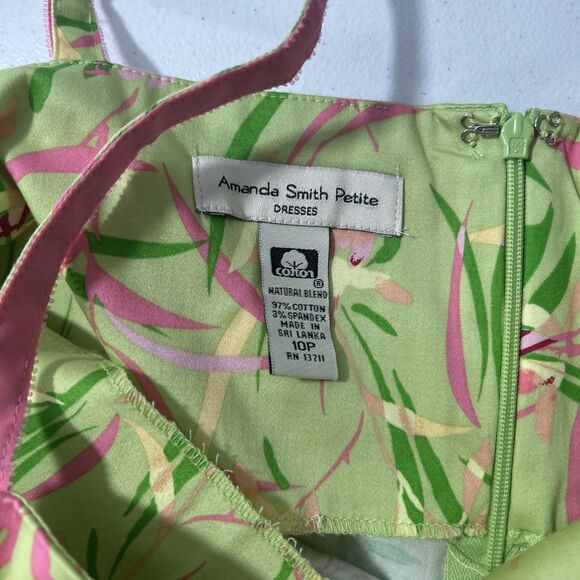 Amanda Smith Petite
DRESSES
cotton
®
NATURAL BLEND
97% COTTON
3% SPANDEX
MADE IN
SRI LANKA
10P
RN 13711